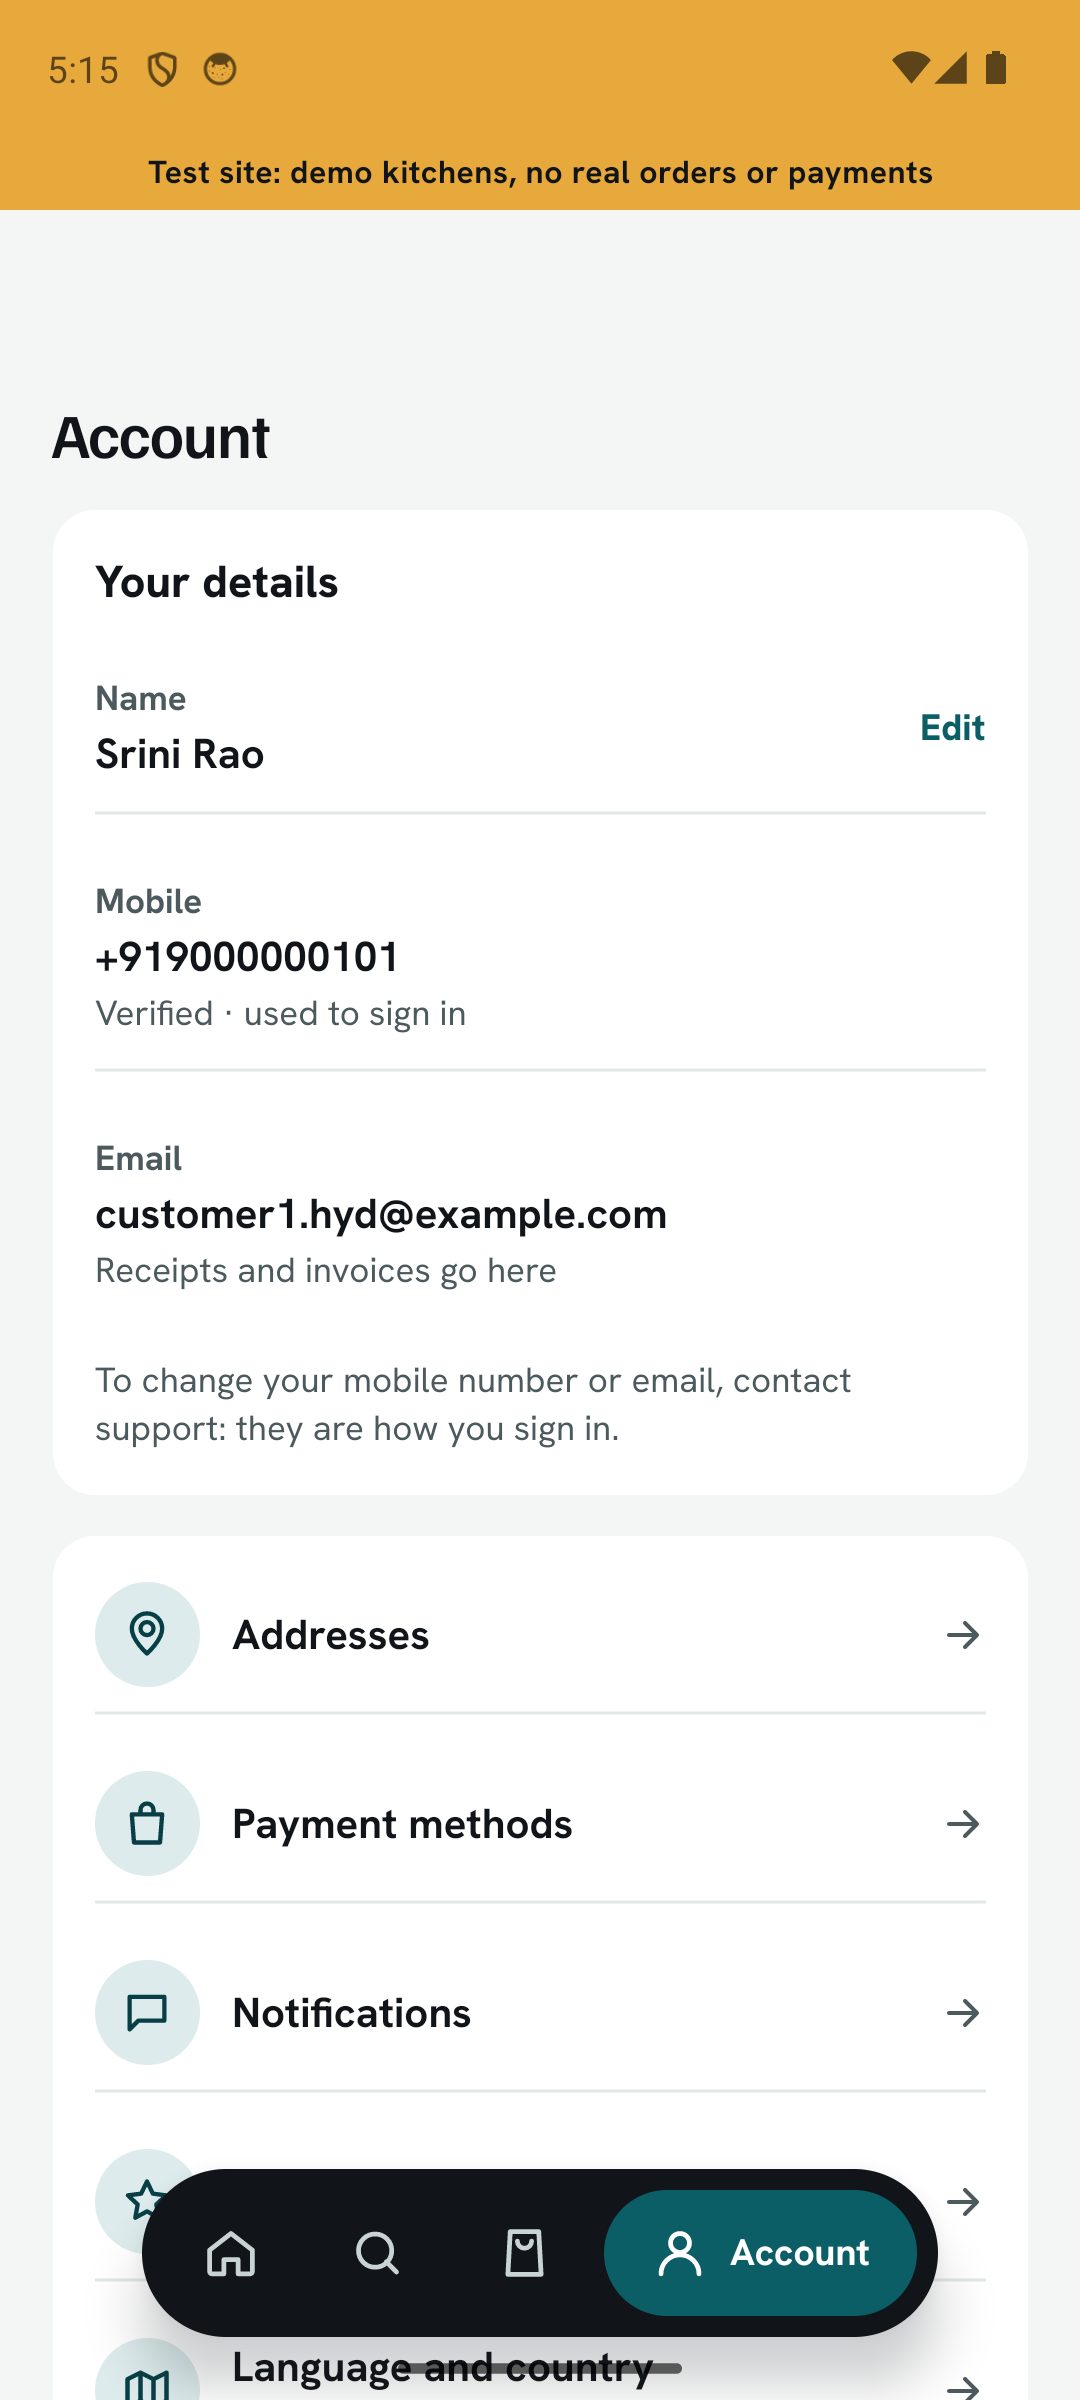 5:15
Test site: demo kitchens, no real orders or payments
Account
Your details
Name
Srini Rao
Edit
Mobile
+919000000101
Verified · used to sign in
Email
customer1.hyd@example.com
Receipts and invoices go here
To change your mobile number or email, contact
support: they are how you sign in.
Addresses
Payment methods
Notifications
Account
Language and country